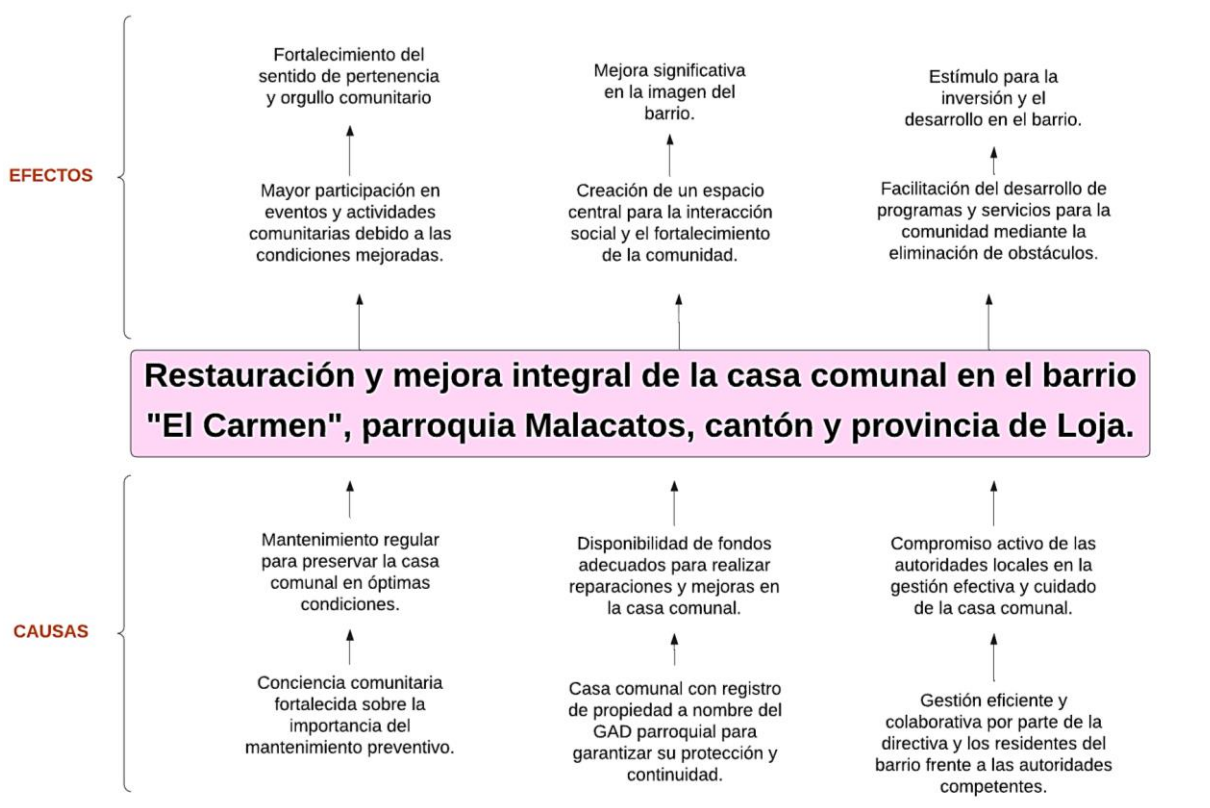 Fortalecimiento del
sentido de pertenencia
y orgullo comunitario
Mejora significativa
en la imagen del
barrio.
Estímulo para la
inversión y el
desarrollo en el barrio.
EFECTOS
Mayor participación en
eventos y actividades
comunitarias debido a las
condiciones mejoradas.
Creación de un espacio
central para la interacción
social y el fortalecimiento
de la comunidad.
Facilitación del desarrollo de
programas y servicios para la
comunidad mediante la
eliminación de obstáculos.
Restauración y mejora integral de la casa comunal en el barrio
"El Carmen", parroquia Malacatos, cantón y provincia de Loja.
Mantenimiento regular
para preservar la casa
comunal en óptimas
condiciones.
Disponibilidad de fondos
adecuados para realizar
reparaciones y mejoras en
la casa comunal.
Compromiso activo de las
autoridades locales en la
gestión efectiva y cuidado
de la casa comunal.
CAUSAS
Conciencia comunitaria
fortalecida sobre la
importancia del
mantenimiento preventivo.
Casa comunal con registro
de propiedad a nombre del
GAD parroquial para
garantizar su protección y
continuidad.
Gestión eficiente y
colaborativa por parte de la
directiva y los residentes del
barrio frente a las autoridades
competentes.